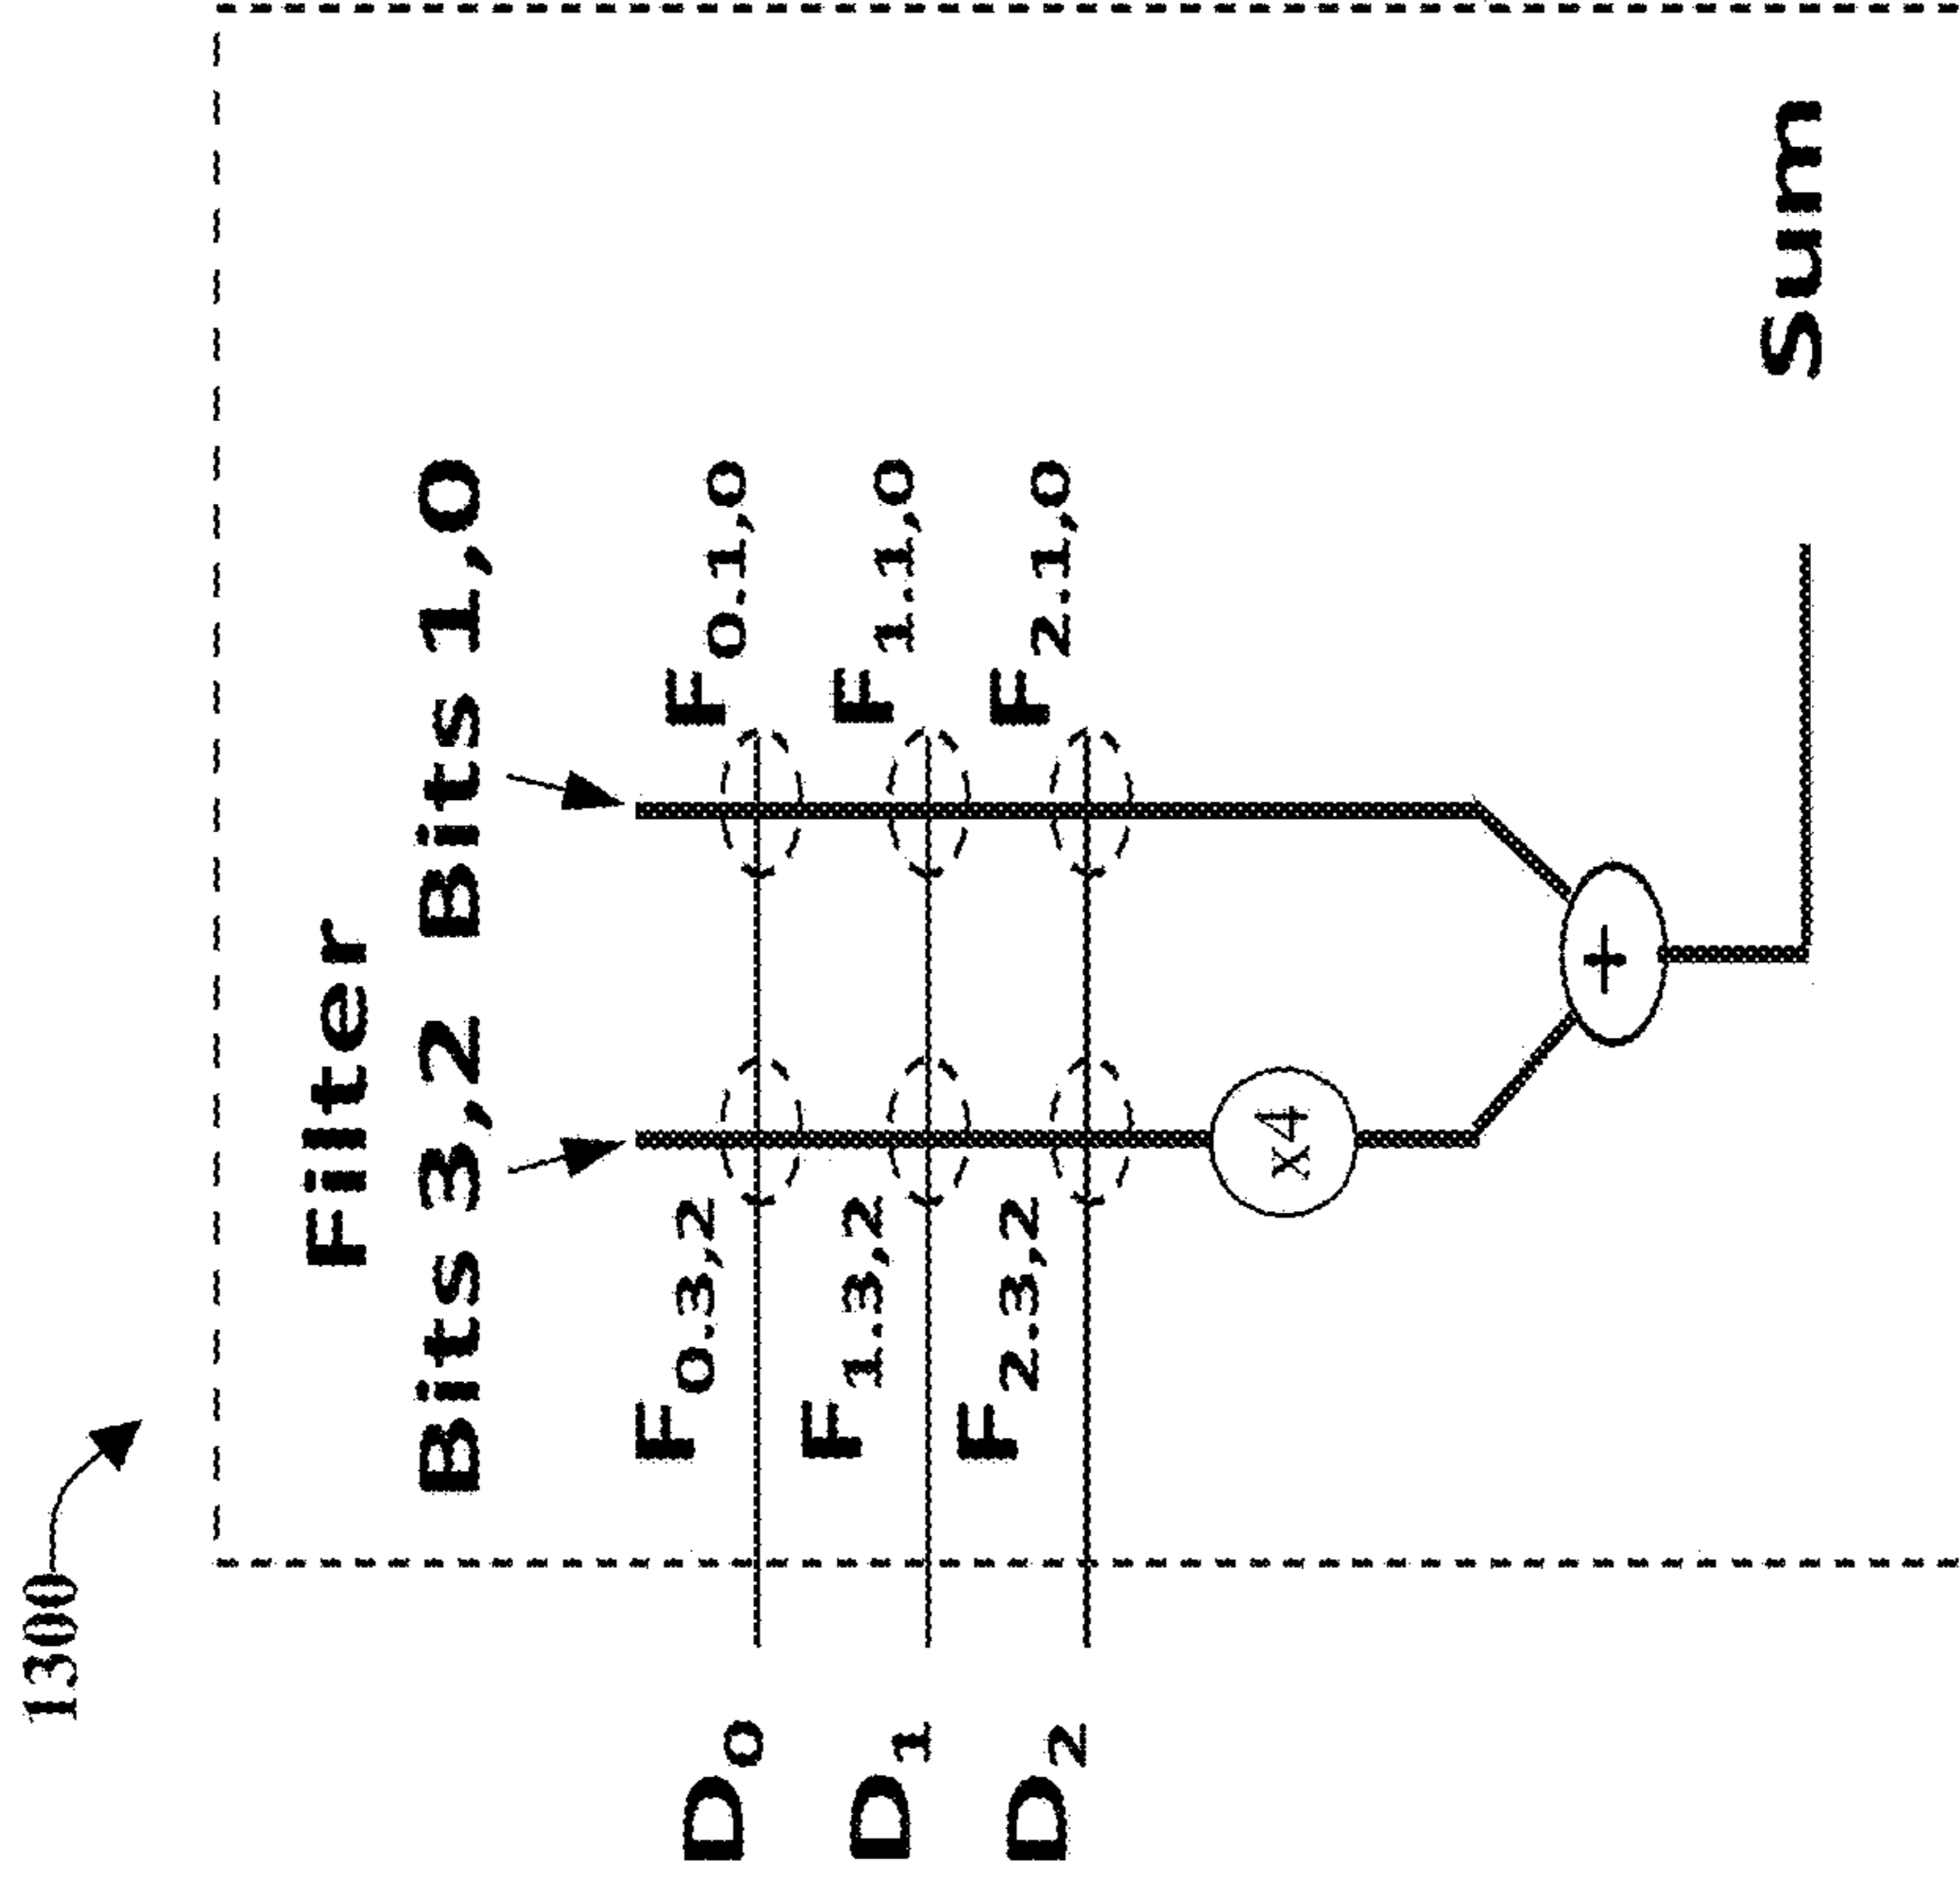 1300
Filter
Bits 3,2 Bits 1,0
F0.3,2 F0.1,0
D0
F1.3,2 F1.1,0
D1
F2.3,2 F2.1,0
D2
x4
+
Sum